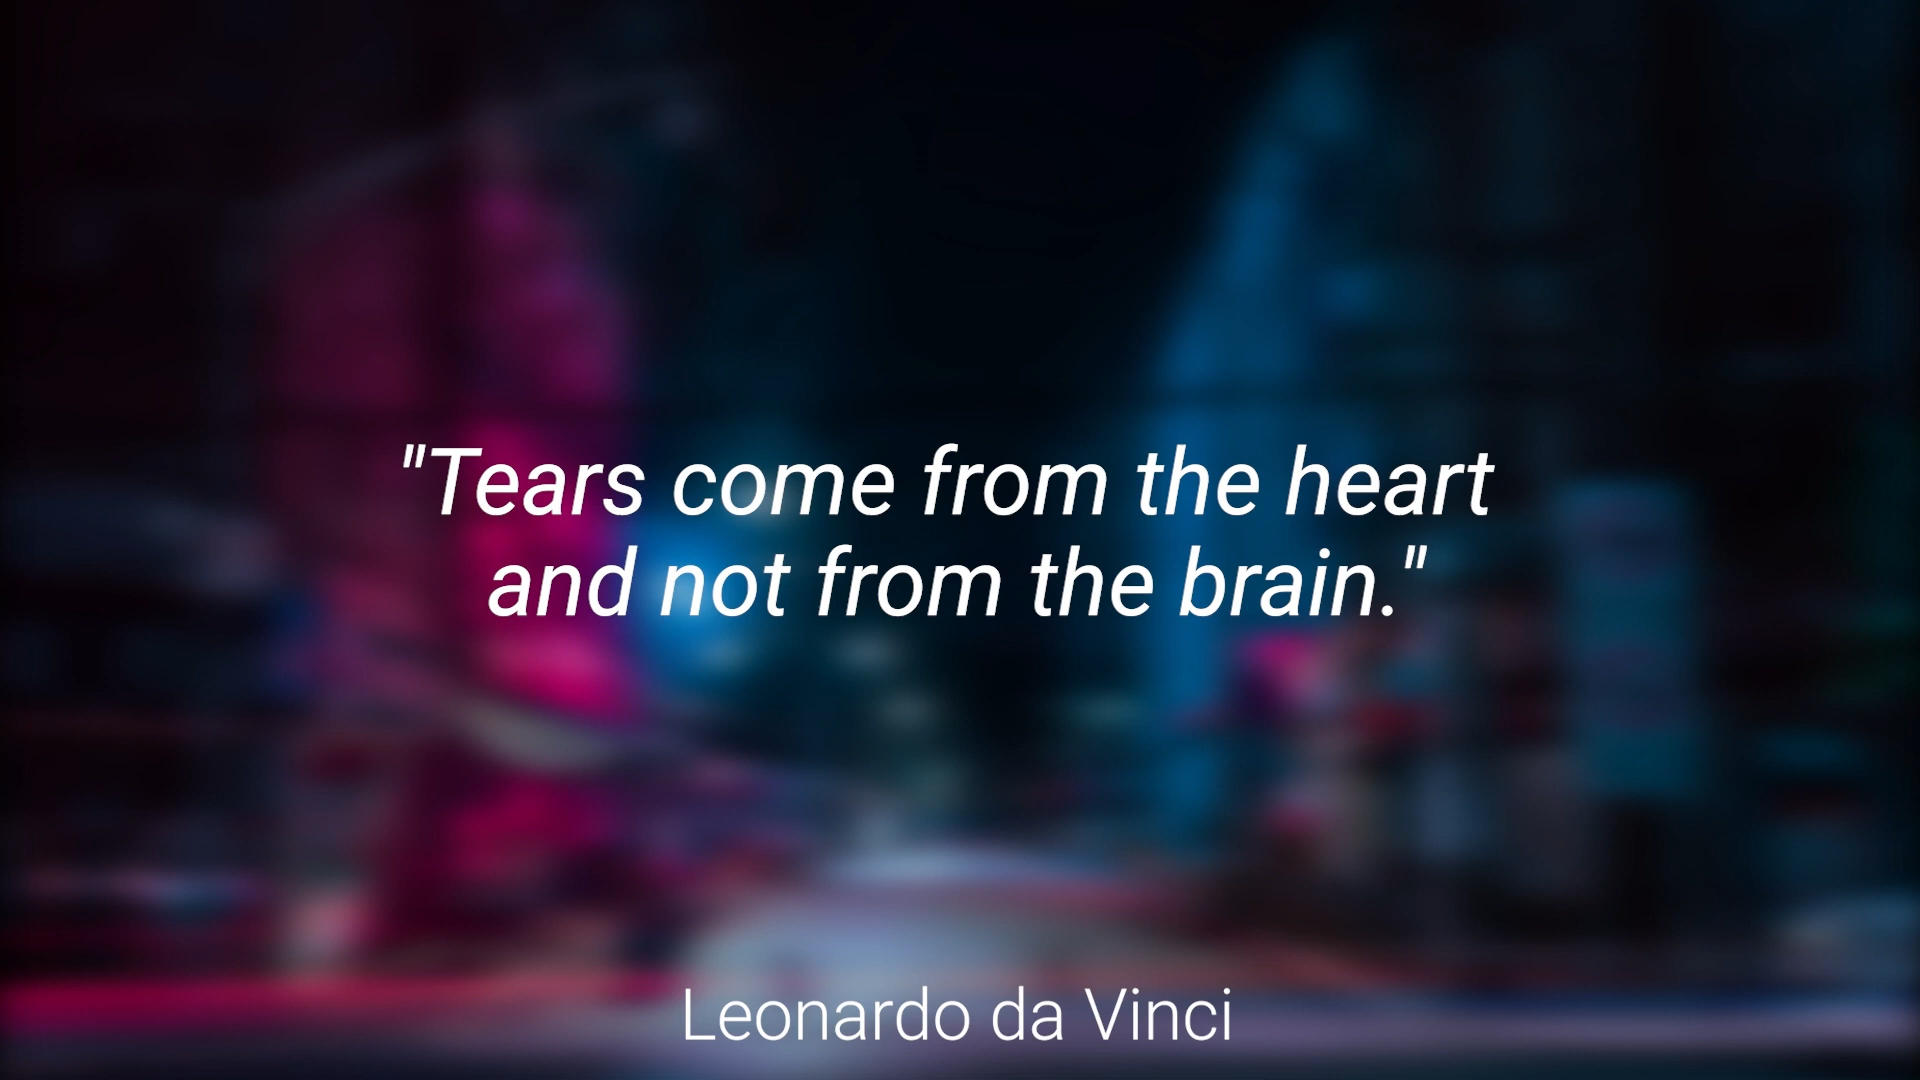 "Tears come from the heart
and not from the brain."
Leonardo da Vinci